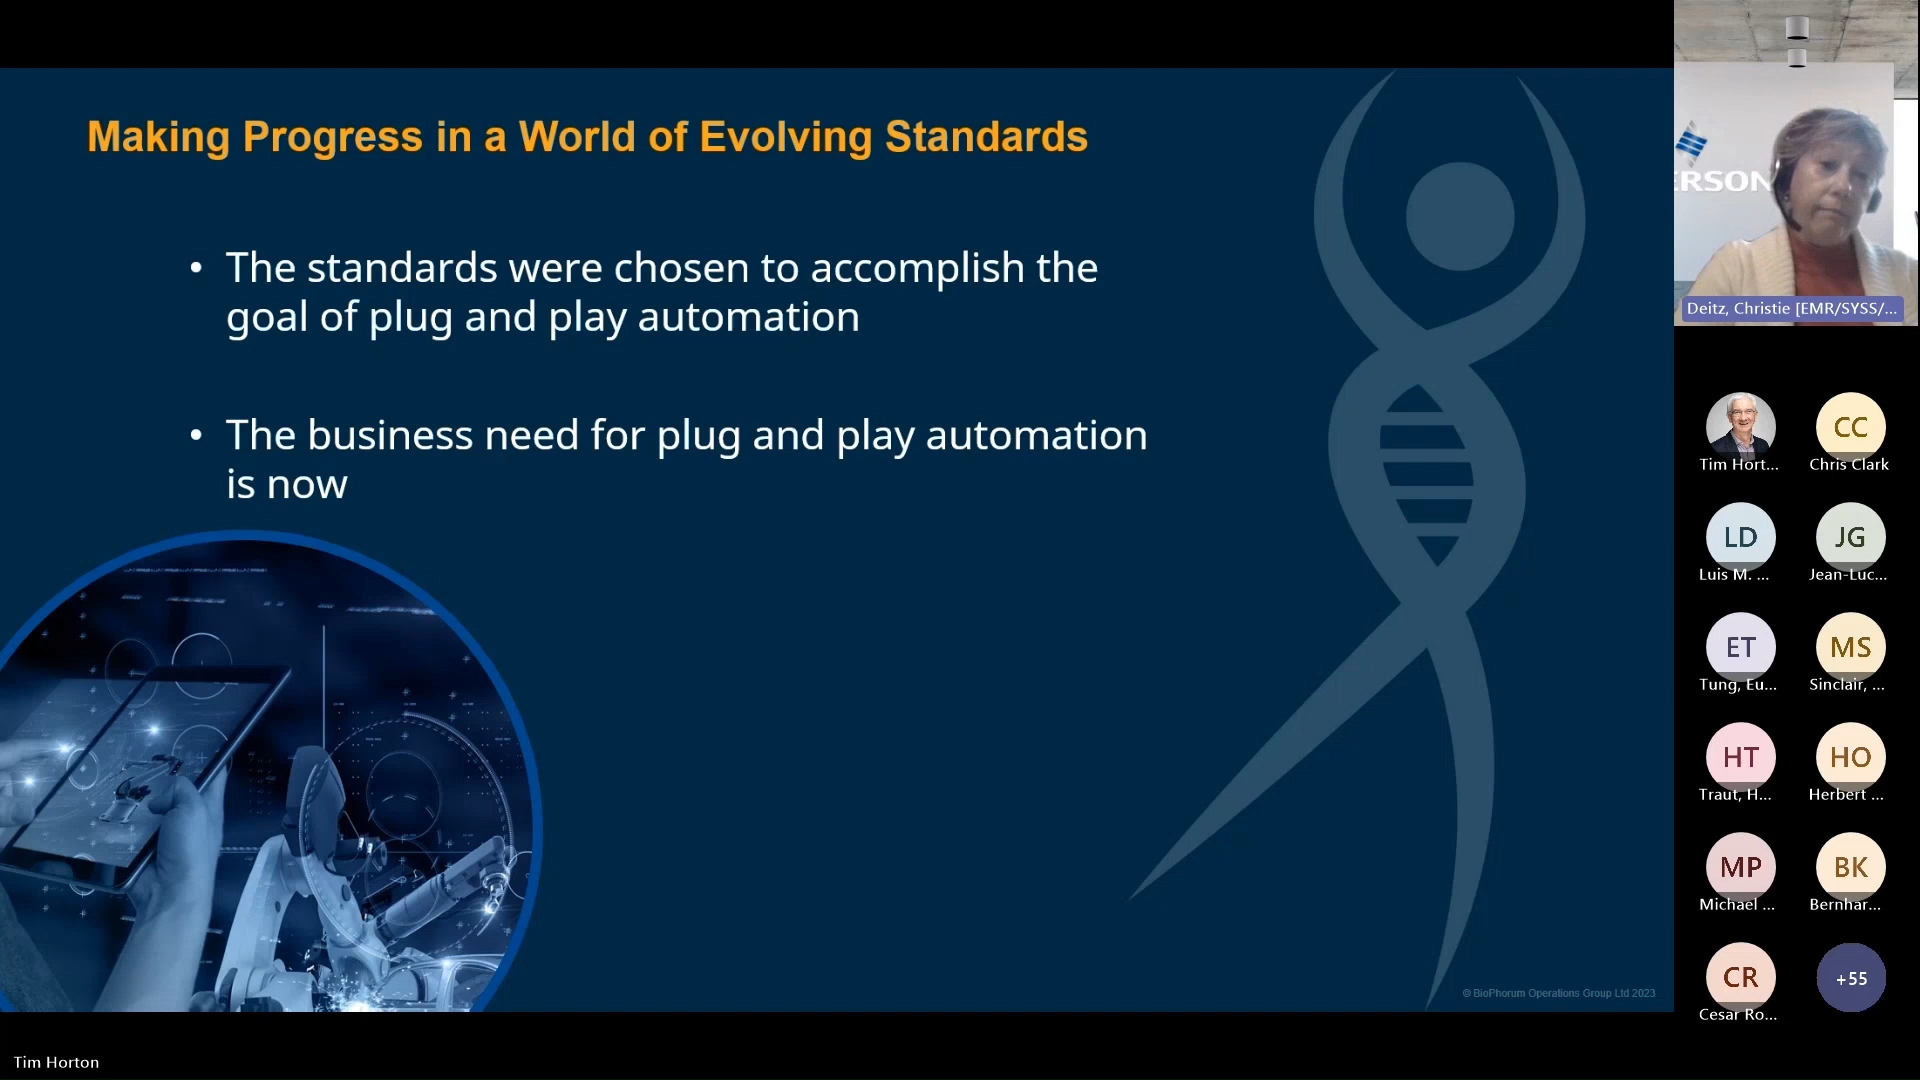 Making Progress in a World of Evolving Standards
• The standards were chosen to accomplish the
goal of plug and play automation
• The business need for plug and play automation
is now
© BioPhorum Operations Group Ltd 2023
Tim Horton
ERSON
Deitz, Christie [EMR/SYSS/...
Tim Hort...
CC
Chris Clark
LD
Luis M. ...
JG
Jean-Luc...
ET
Tung, Eu...
MS
Sinclair, ...
HT
Traut, H...
HO
Herbert ...
MP
Michael ...
BK
Bernhar...
CR
Cesar Ro...
+55